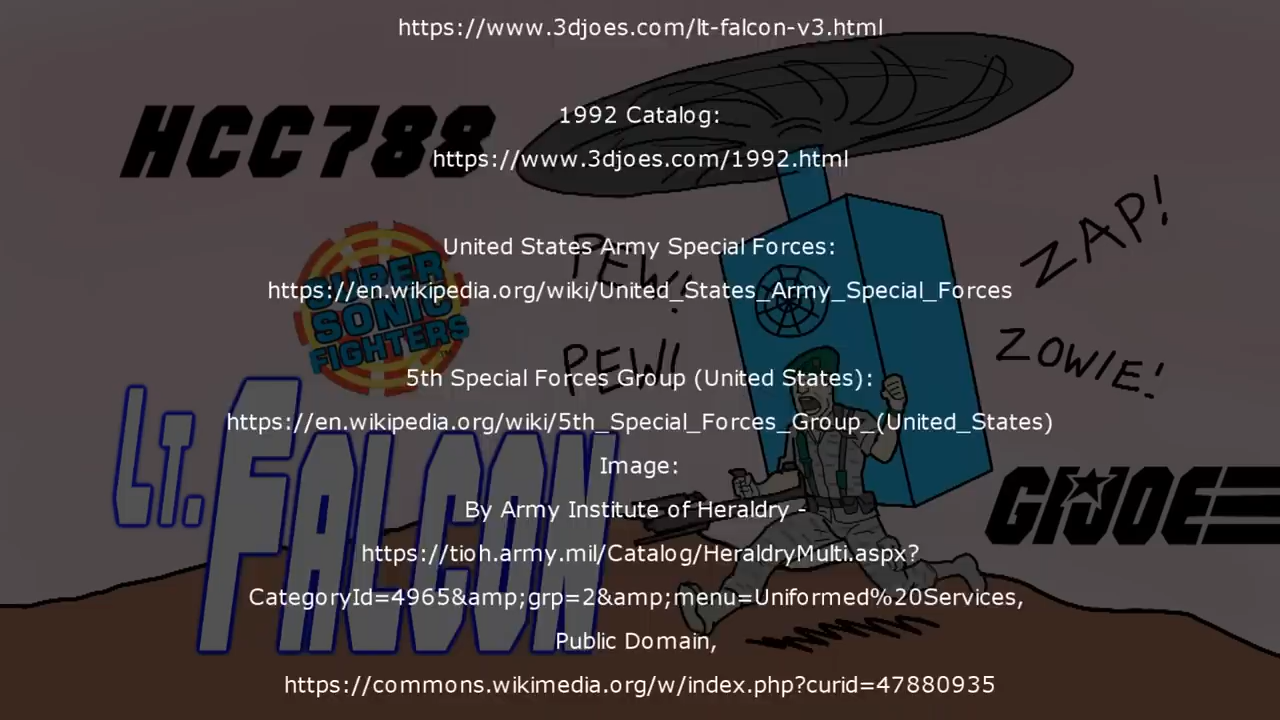 https://www.3djoes.com/lt-falcon-v3.html
HCC788
1992 Catalog:
https://www.3djoes.com/1992.html
ZAP!
United States Army Special Forces:
PEW!
https://en.wikipedia.org/wiki/United_States_Army_Special_Forces
SUPER
SONIC
FIGHTERS™
PEW!
ZOWIE!
5th Special Forces Group (United States):
https://en.wikipedia.org/wiki/5th_Special_Forces_Group_(United_States)
LT. FALCON
Image:
GI JOE
By Army Institute of Heraldry -
https://tioh.army.mil/Catalog/HeraldryMulti.aspx?
CategoryId=4965&amp;grp=2&amp;menu=Uniformed%20Services,
Public Domain,
https://commons.wikimedia.org/w/index.php?curid=47880935